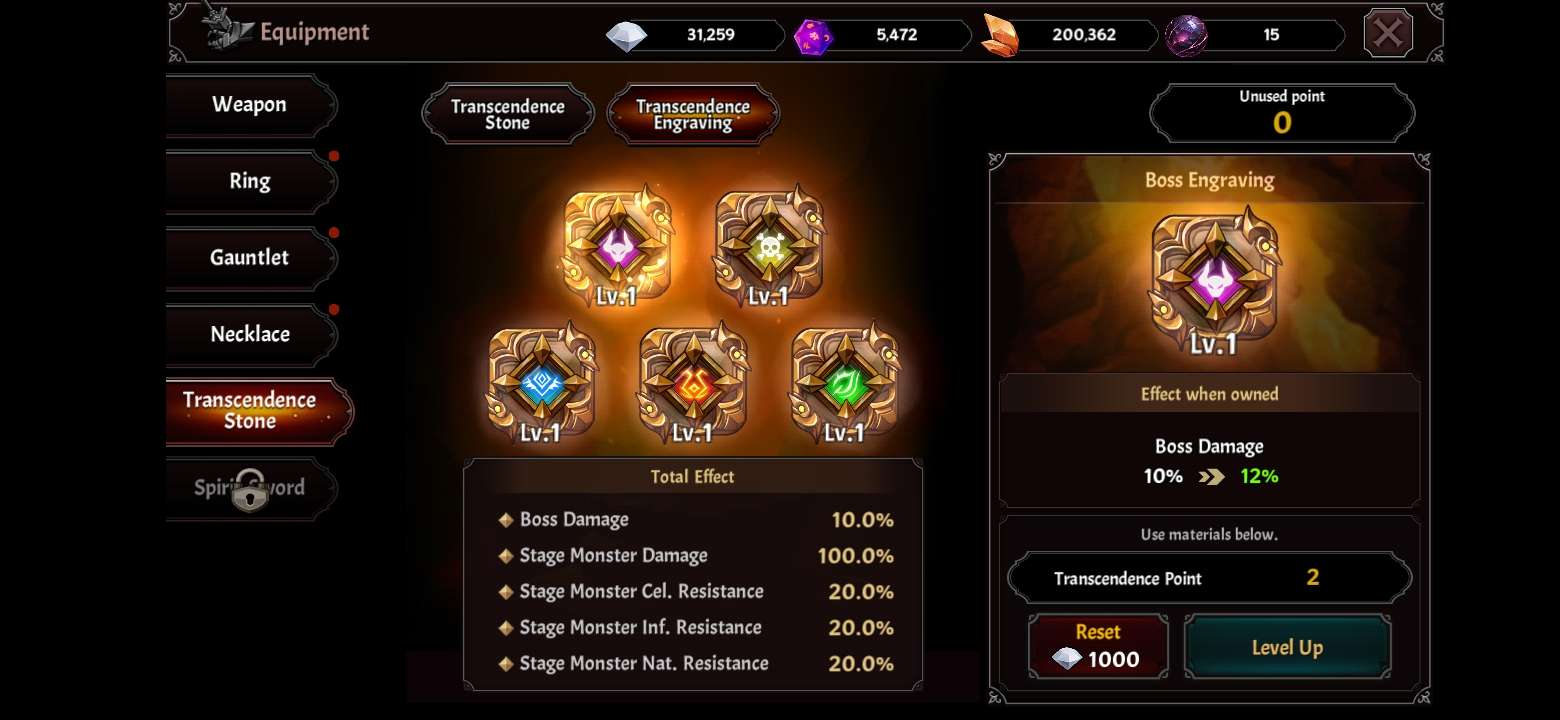 Equipment
31,259
5,472
200,362
15
Weapon
Ring
Gauntlet
Necklace
Transcendence
Stone
Spirit Sword
Transcendence
Stone
Transcendence
Engraving
Lv.1
Lv.1
Lv.1
Lv.1
Lv.1
Total Effect
Boss Damage 10.0%
Stage Monster Damage 100.0%
Stage Monster Cel. Resistance 20.0%
Stage Monster Inf. Resistance 20.0%
Stage Monster Nat. Resistance 20.0%
Unused point
0
Boss Engraving
Lv.1
Effect when owned
Boss Damage
10% 12%
Use materials below.
Transcendence Point 2
Reset
1000
Level Up